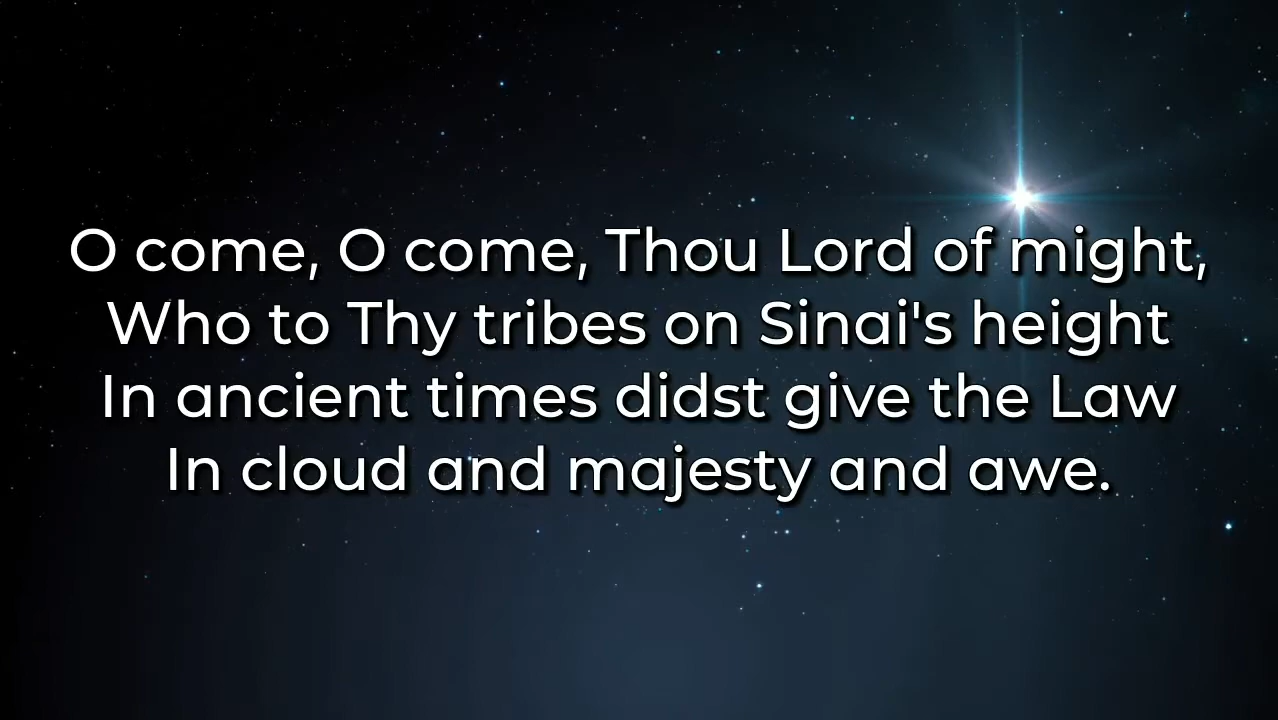 O come, O come, Thou Lord of might,
Who to Thy tribes on Sinai's height
In ancient times didst give the Law
In cloud and majesty and awe.